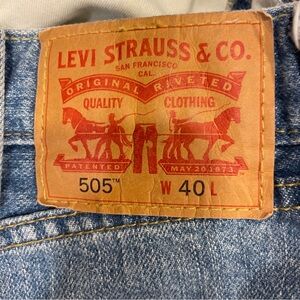 LEVI STRAUSS & CO.
SAN FRANCISCO
CAL.
ORIGINAL RIVETED
QUALITY CLOTHING
PATENTED MAY 20 1873
505™ W 40 L